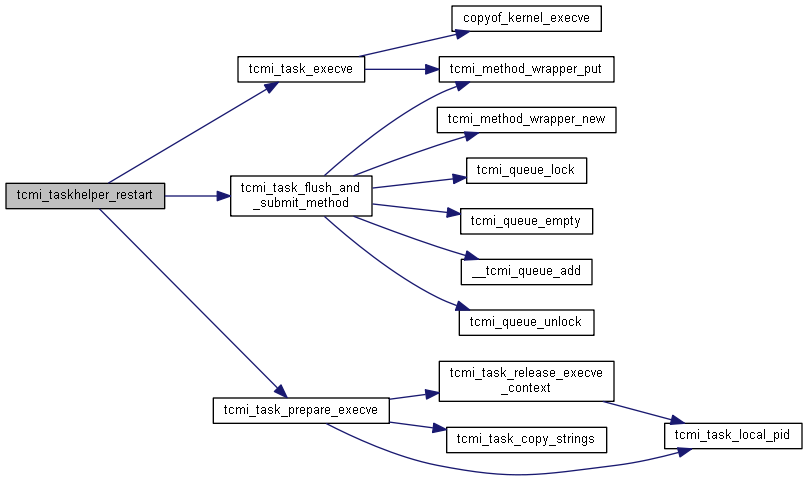 copyof_kernel_execve
tcmi_task_execve
tcmi_method_wrapper_put
tcmi_method_wrapper_new
tcmi_queue_lock
tcmi_taskhelper_restart
tcmi_task_flush_and
_submit_method
tcmi_queue_empty
__tcmi_queue_add
tcmi_queue_unlock
tcmi_task_release_execve
_context
tcmi_task_prepare_execve
tcmi_task_copy_strings
tcmi_task_local_pid